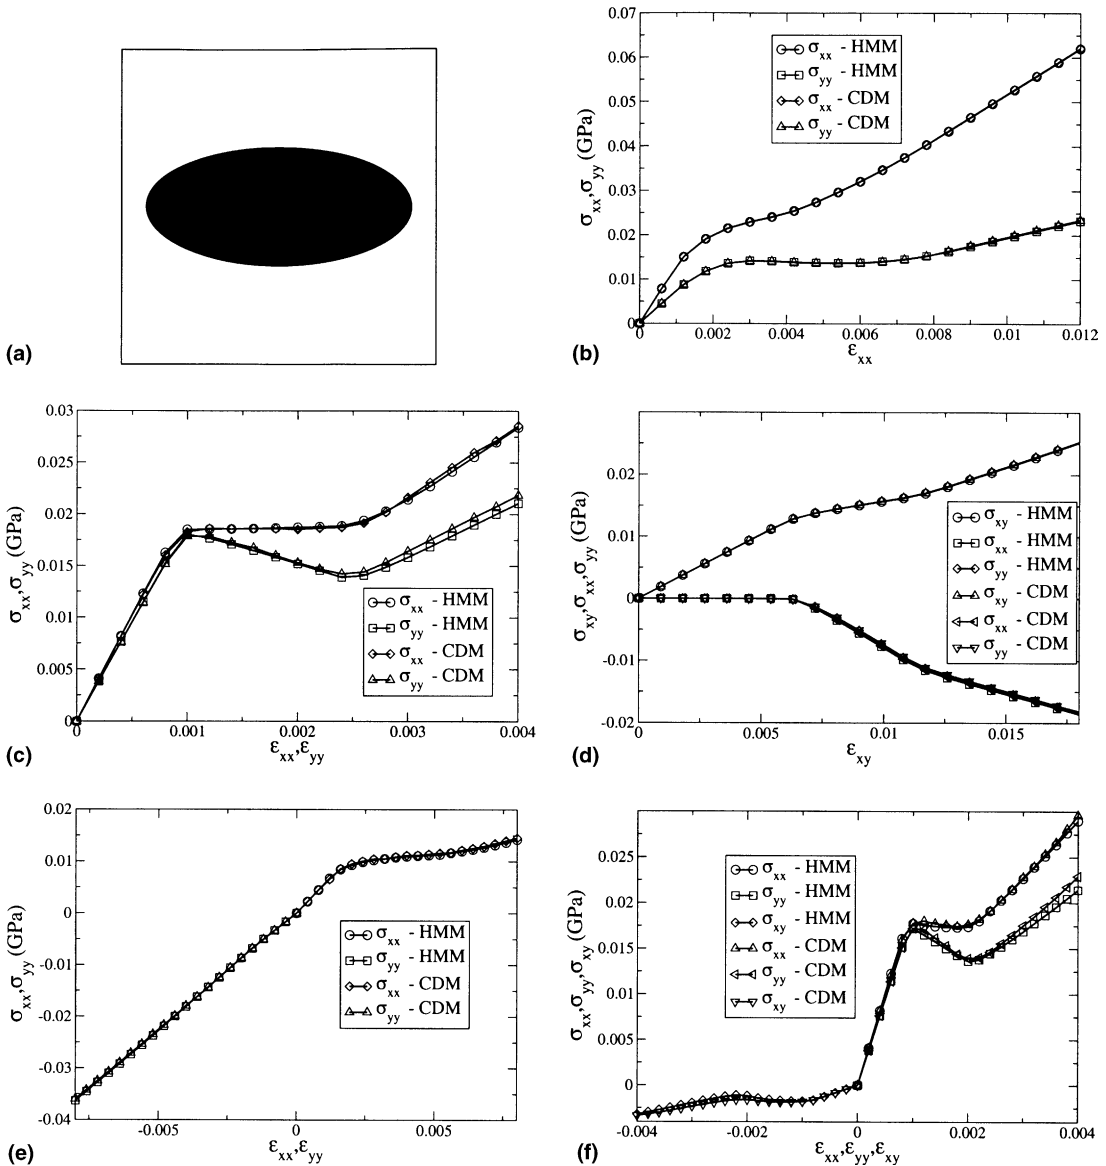 (a)
0.07
0.06
0.05
0.04
0.03
0.02
0.01
0
σxx,σyy (GPa)
σxx - HMM
σyy - HMM
σxx - CDM
σyy - CDM
0 0.002 0.004 0.006 0.008 0.01 0.012
εxx
(b)
0.03
0.025
0.02
0.015
0.01
0.005
0
σxx,σyy (GPa)
σxx - HMM
σyy - HMM
σxx - CDM
σyy - CDM
0 0.001 0.002 0.003 0.004
εxx,εyy
(c)
0.02
0.01
0
-0.01
-0.02
σxy,σxx,σyy (GPa)
σxy - HMM
σxx - HMM
σyy - HMM
σxy - CDM
σxx - CDM
σyy - CDM
0 0.005 0.01 0.015
εxy
(d)
0.02
0.01
0
-0.01
-0.02
-0.03
-0.04
σxx,σyy (GPa)
σxx - HMM
σyy - HMM
σxx - CDM
σyy - CDM
-0.005 0 0.005
εxx,εyy
(e)
0.025
0.02
0.015
0.01
0.005
0
σxx,σyy,σxy (GPa)
σxx - HMM
σyy - HMM
σxy - HMM
σxx - CDM
σyy - CDM
σxy - CDM
-0.004 -0.002 0 0.002 0.004
εxx,εyy,εxy
(f)